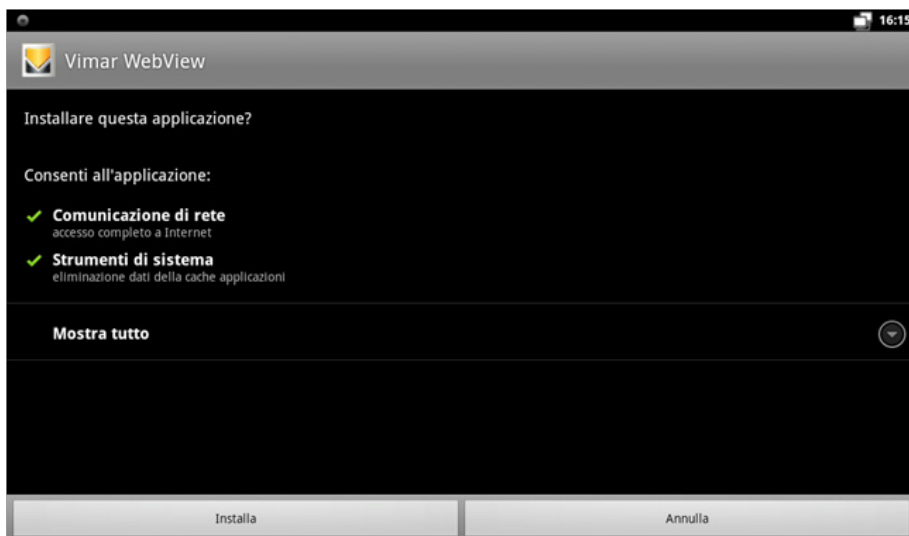 16:15
Vimar WebView
Installare questa applicazione?
Consenti all'applicazione:
Comunicazione di rete
accesso completo a Internet
Strumenti di sistema
eliminazione dati della cache applicazioni
Mostra tutto
Installa
Annulla